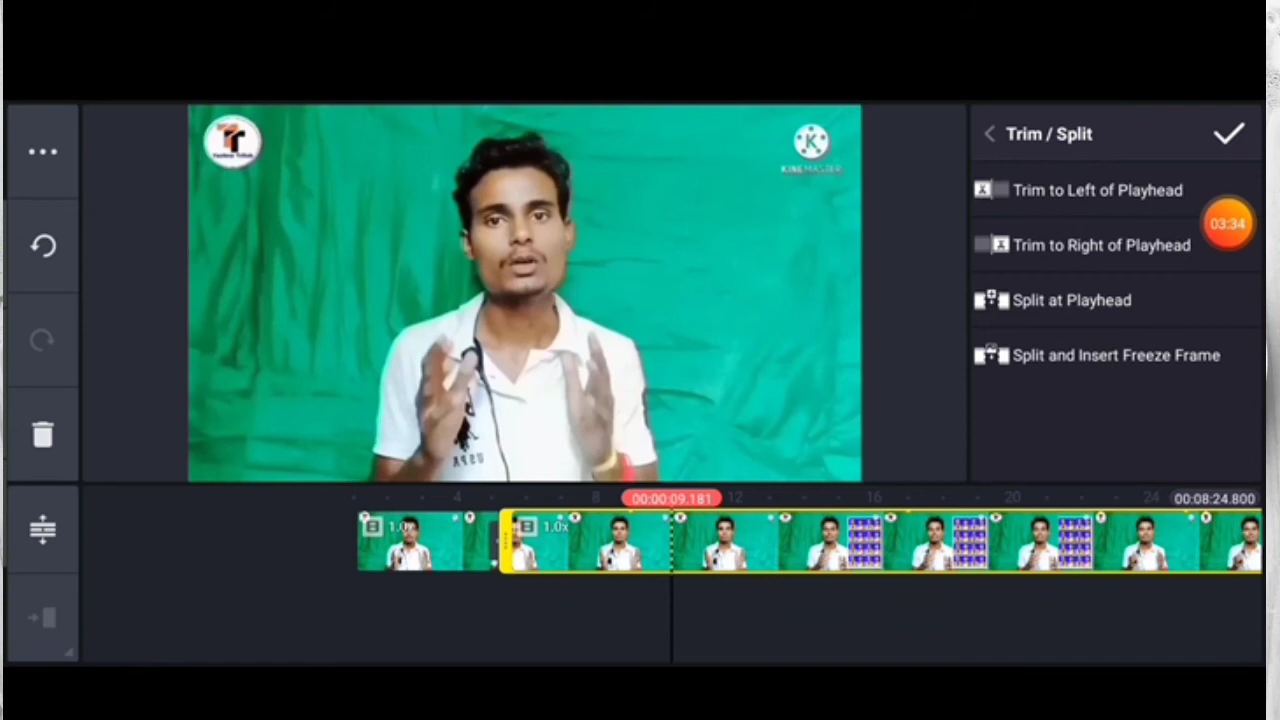 KINEMASTER
Trim / Split
Trim to Left of Playhead
03:34
Trim to Right of Playhead
Split at Playhead
Split and Insert Freeze Frame
USPA
4
8
00:00:09.181
12
16
20
24
00:08:24.800
1.0x
1.0x